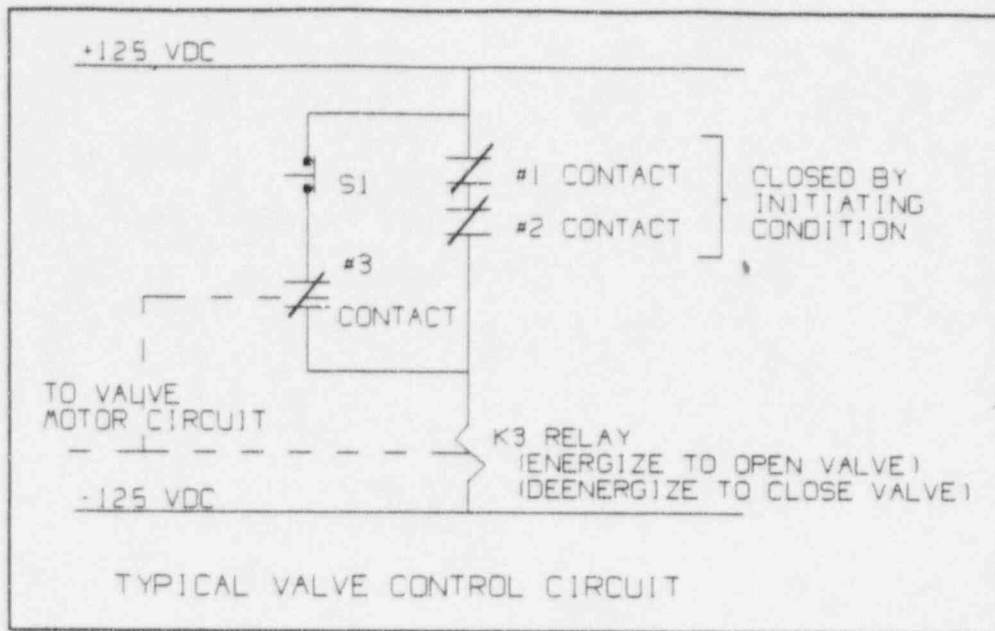 +125 VDC
S1
#1 CONTACT
#2 CONTACT
CLOSED BY
INITIATING
CONDITION
#3
CONTACT
TO VALVE
MOTOR CIRCUIT
K3 RELAY
(ENERGIZE TO OPEN VALVE)
(DEENERGIZE TO CLOSE VALVE)
-125 VDC
TYPICAL VALVE CONTROL CIRCUIT